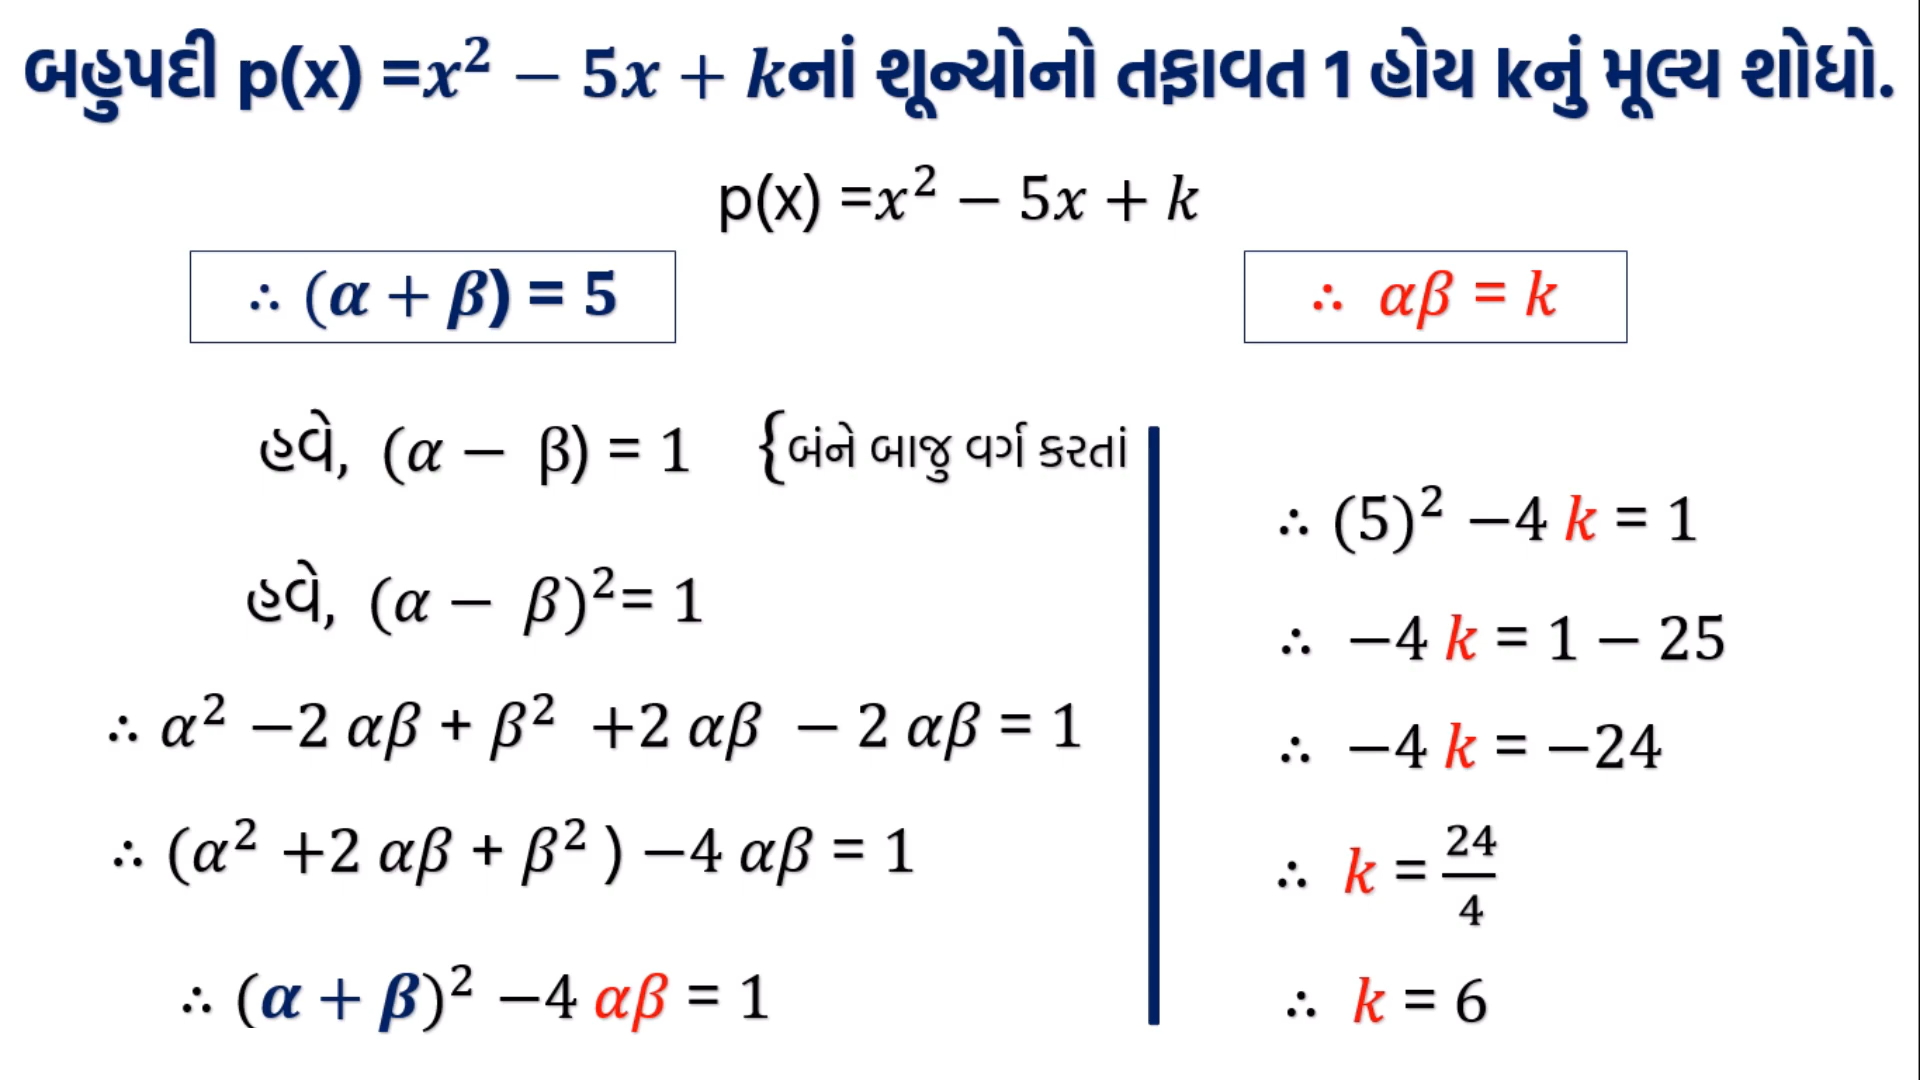 બહુપદી p(x) =x² − 5x + kનાં શૂન્યોનો તફાવત 1 હોય kનું મૂલ્ય શોધો.
p(x) =x² − 5x + k
∴ (α + β) = 5
∴ αβ = k
હવે, (α − β) = 1 {બંને બાજુ વર્ગ કરતાં
હવે, (α − β)²= 1
∴ α² −2 αβ + β² +2 αβ − 2 αβ = 1
∴ (α² +2 αβ + β² ) −4 αβ = 1
∴ (α + β)² −4 αβ = 1
∴ (5)² −4 k = 1
∴ −4 k = 1 − 25
∴ −4 k = −24
∴ k = 24/4
∴ k = 6